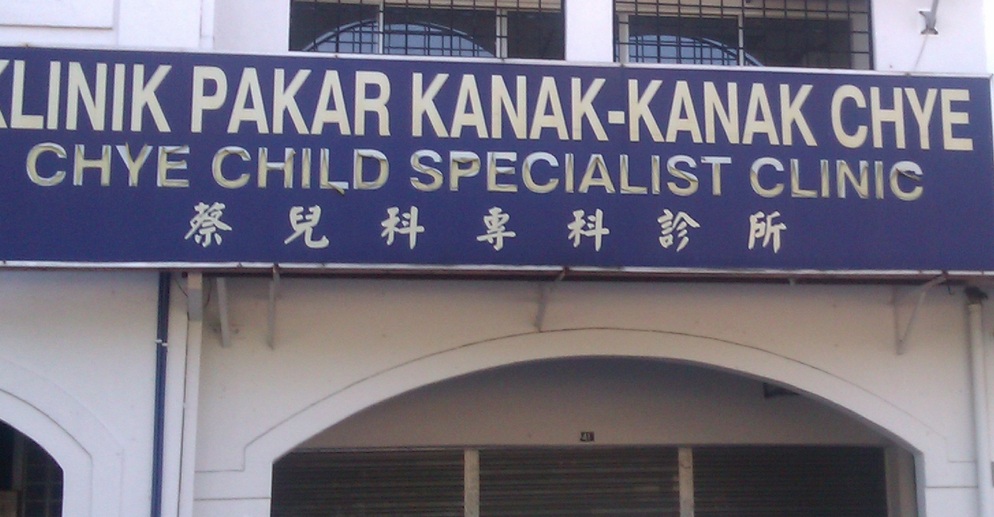 KLINIK PAKAR KANAK-KANAK CHYE
CHYE CHILD SPECIALIST CLINIC
蔡兒科專科診所